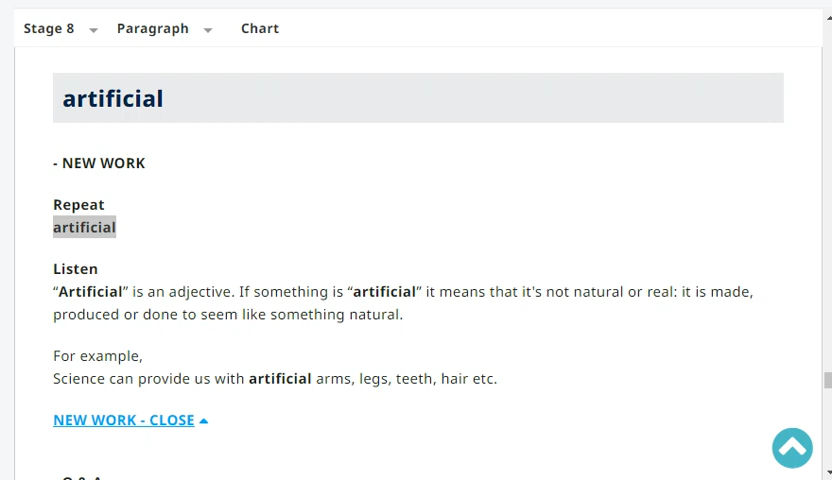 Stage 8 Paragraph Chart
artificial
- NEW WORK
Repeat
artificial
Listen
“Artificial” is an adjective. If something is “artificial” it means that it's not natural or real: it is made,
produced or done to seem like something natural.
For example,
Science can provide us with artificial arms, legs, teeth, hair etc.
NEW WORK - CLOSE